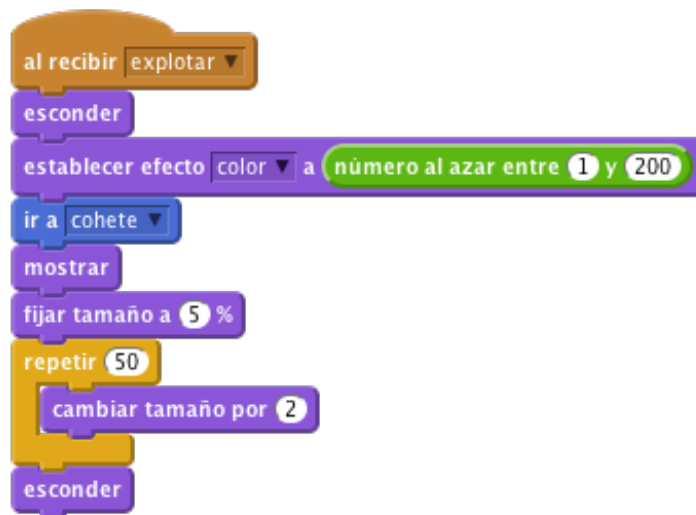 al recibir explotar
esconder
establecer efecto color a número al azar entre 1 y 200
ir a cohete
mostrar
fijar tamaño a 5 %
repetir 50
cambiar tamaño por 2
esconder